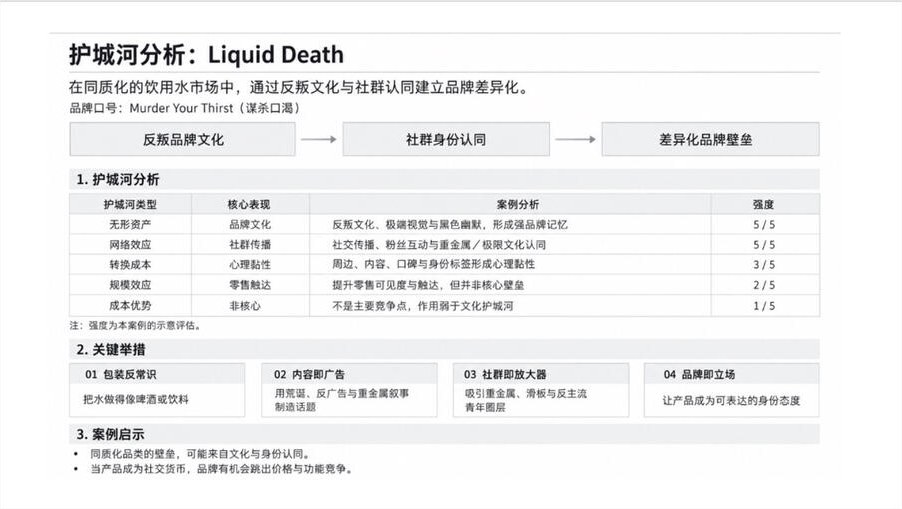 护城河分析：Liquid Death
在同质化的饮用水市场中，通过反叛文化与社群认同建立品牌差异化。
品牌口号：Murder Your Thirst（谋杀口渴）
反叛品牌文化 社群身份认同 差异化品牌壁垒
1. 护城河分析
护城河类型 核心表现 案例分析 强度
无形资产 品牌文化 反叛文化、极端视觉与黑色幽默，形成强品牌记忆 5 / 5
网络效应 社群传播 社交传播、粉丝互动与重金属／极限文化认同 5 / 5
转换成本 心理黏性 周边、内容、口碑与身份标签形成心理黏性 3 / 5
规模效应 零售触达 提升零售可见度与触达，但并非核心壁垒 2 / 5
成本优势 非核心 不是主要竞争点，作用弱于文化护城河 1 / 5
注：强度为本案例的示意评估。
2. 关键举措
01 包装反常识
把水做得像啤酒或饮料
02 内容即广告
用荒诞、反广告与重金属叙事
制造话题
03 社群即放大器
吸引重金属、滑板与反主流
青年圈层
04 品牌即立场
让产品成为可表达的身份态度
3. 案例启示
• 同质化品类的壁垒，可能来自文化与身份认同。
• 当产品成为社交货币，品牌有机会跳出价格与功能竞争。